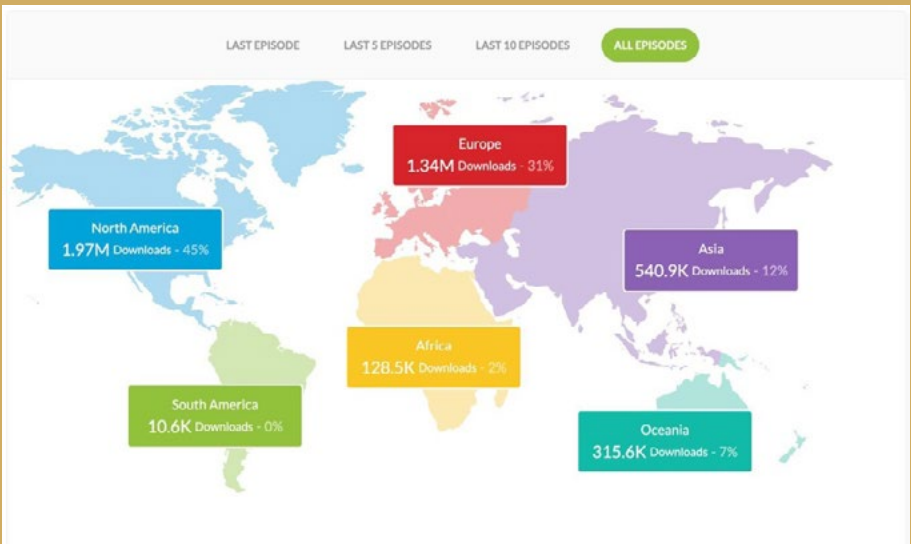 LAST EPISODE
LAST 5 EPISODES
LAST 10 EPISODES
ALL EPISODES
Europe
1.34M Downloads - 31%
North America
1.97M Downloads - 45%
Asia
540.9K Downloads - 12%
Africa
128.5K Downloads - 2%
South America
10.6K Downloads - 0%
Oceania
315.6K Downloads - 7%